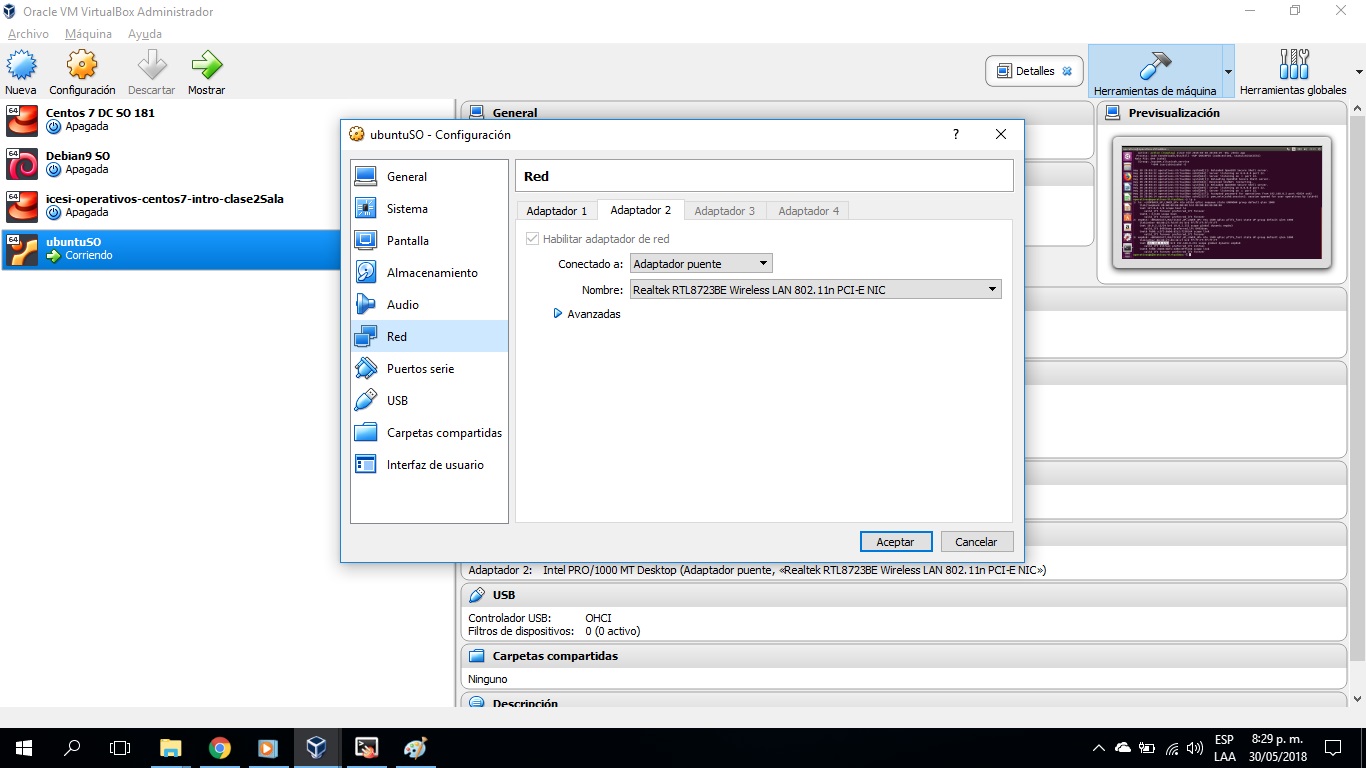 Oracle VM VirtualBox Administrador
Archivo Máquina Ayuda
Nueva Configuración Descartar Mostrar
Detalles
Herramientas de máquina
Herramientas globales
64 Centos 7 DC SO 181
Apagada
64 Debian9 SO
Apagada
64 icesi-operativos-centos7-intro-clase2Sala
Apagada
64 ubuntuSO
Corriendo
General
Previsualización
ubuntuSO - Configuración
?
General
Sistema
Pantalla
Almacenamiento
Audio
Red
Puertos serie
USB
Carpetas compartidas
Interfaz de usuario
Red
Adaptador 1 Adaptador 2 Adaptador 3 Adaptador 4
Habilitar adaptador de red
Conectado a: Adaptador puente
Nombre: Realtek RTL8723BE Wireless LAN 802.11n PCI-E NIC
Avanzadas
Aceptar Cancelar
Adaptador 2: Intel PRO/1000 MT Desktop (Adaptador puente, «Realtek RTL8723BE Wireless LAN 802.11n PCI-E NIC»)
USB
Controlador USB: OHCI
Filtros de dispositivos: 0 (0 activo)
Carpetas compartidas
Ninguno
Descripción
ESP
LAA
8:29 p. m.
30/05/2018